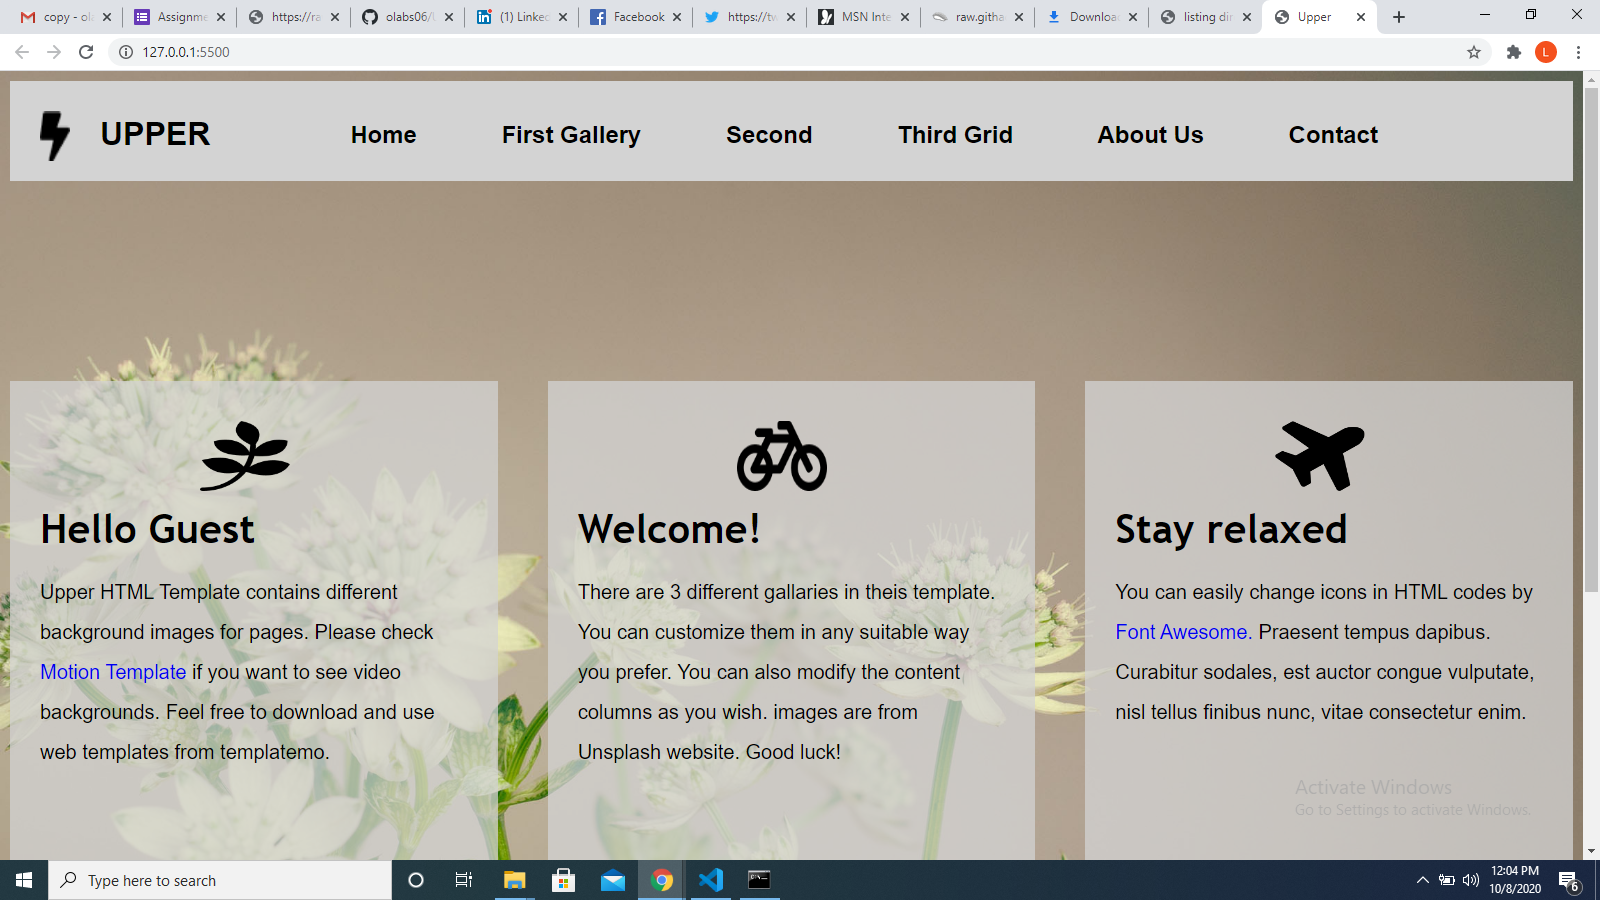 copy - ol
Assignme
https://ra
olabs06/
(1) Linked
Facebook
https://tw
MSN Inte
raw.githa
Downloa
listing dir
Upper
127.0.0.1:5500
L
UPPER
Home
First Gallery
Second
Third Grid
About Us
Contact
Hello Guest
Upper HTML Template contains different
background images for pages. Please check
Motion Template if you want to see video
backgrounds. Feel free to download and use
web templates from templatemo.
Welcome!
There are 3 different gallaries in theis template.
You can customize them in any suitable way
you prefer. You can also modify the content
columns as you wish. images are from
Unsplash website. Good luck!
Stay relaxed
You can easily change icons in HTML codes by
Font Awesome. Praesent tempus dapibus.
Curabitur sodales, est auctor congue vulputate,
nisl tellus finibus nunc, vitae consectetur enim.
Activate Windows
Go to Settings to activate Windows.
Type here to search
12:04 PM
10/8/2020
6